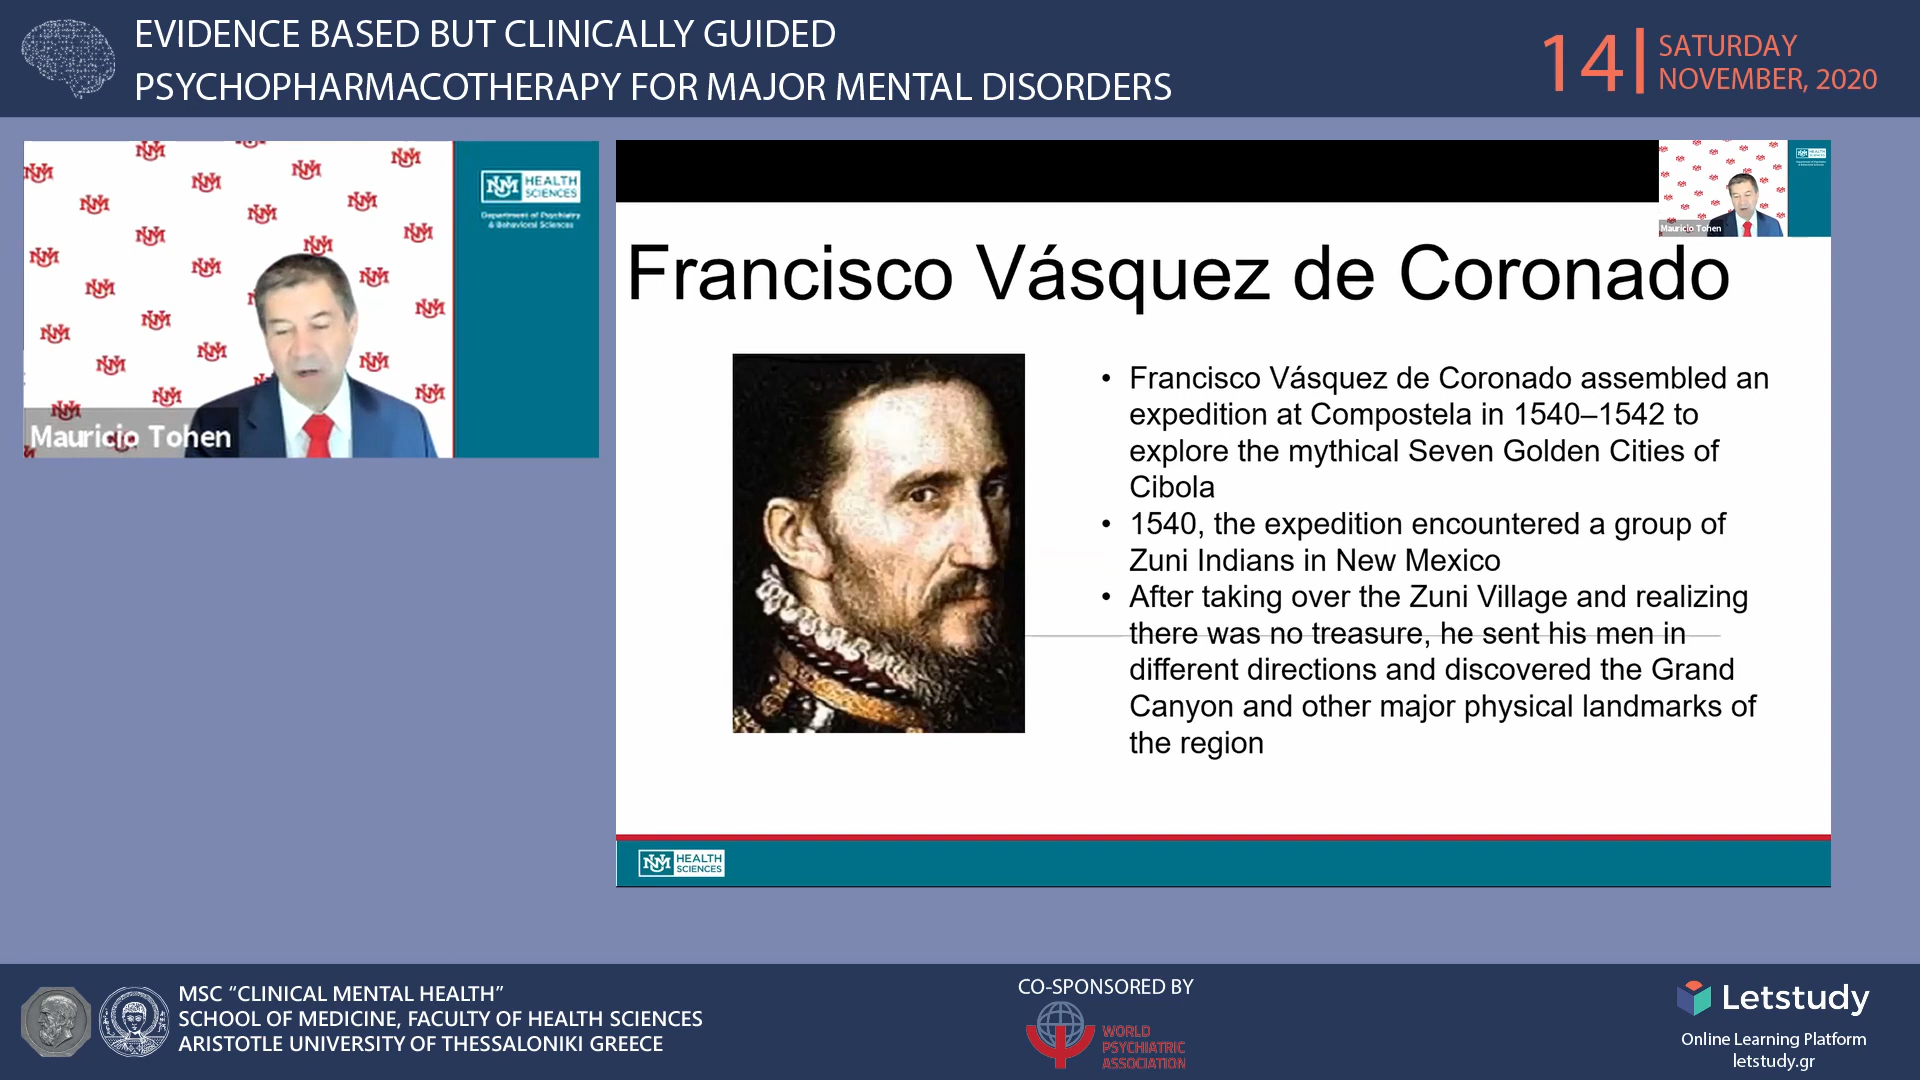 EVIDENCE BASED BUT CLINICALLY GUIDED
PSYCHOPHARMACOTHERAPY FOR MAJOR MENTAL DISORDERS
14
SATURDAY
NOVEMBER, 2020
UNM HEALTH
SCIENCES
Department of Psychiatry
& Behavioral Sciences
Mauricio Tohen
Mauricio Tohen
Francisco Vásquez de Coronado
• Francisco Vásquez de Coronado assembled an
expedition at Compostela in 1540–1542 to
explore the mythical Seven Golden Cities of
Cibola
• 1540, the expedition encountered a group of
Zuni Indians in New Mexico
• After taking over the Zuni Village and realizing
there was no treasure, he sent his men in
different directions and discovered the Grand
Canyon and other major physical landmarks of
the region
UNM HEALTH
SCIENCES
MSC “CLINICAL MENTAL HEALTH”
SCHOOL OF MEDICINE, FACULTY OF HEALTH SCIENCES
ARISTOTLE UNIVERSITY OF THESSALONIKI GREECE
CO-SPONSORED BY
WORLD
PSYCHIATRIC
ASSOCIATION
Letstudy
Online Learning Platform
letstudy.gr